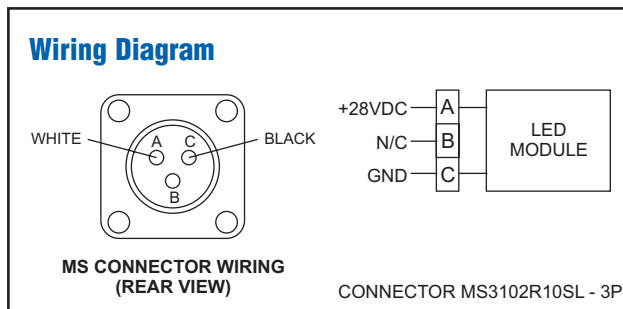 Wiring Diagram
WHITE
A
C
BLACK
B
MS CONNECTOR WIRING
(REAR VIEW)
+28VDC
A
N/C
B
GND
C
LED
MODULE
CONNECTOR MS3102R10SL - 3P